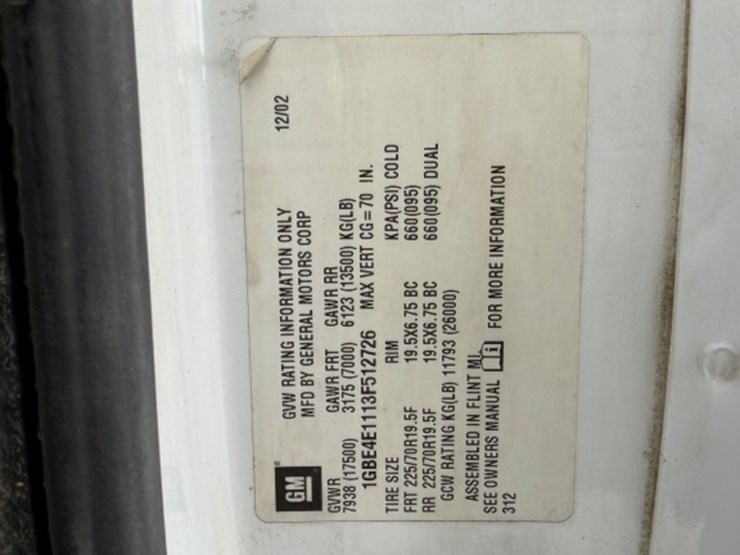 GM
GVW RATING INFORMATION ONLY 12/02
MFD BY GENERAL MOTORS CORP
GVWR GAWR FRT GAWR RR
7938 (17500) 3175 (7000) 6123 (13500) KG(LB)
1GBE4E1113F512726 MAX VERT CG=70 IN.
TIRE SIZE RIM KPA(PSI) COLD
FRT 225/70R19.5F 19.5X6.75 BC 660(095)
RR 225/70R19.5F 19.5X6.75 BC 660(095) DUAL
GCW RATING KG(LB) 11793 (26000)
ASSEMBLED IN FLINT MI
SEE OWNERS MANUAL i FOR MORE INFORMATION
312